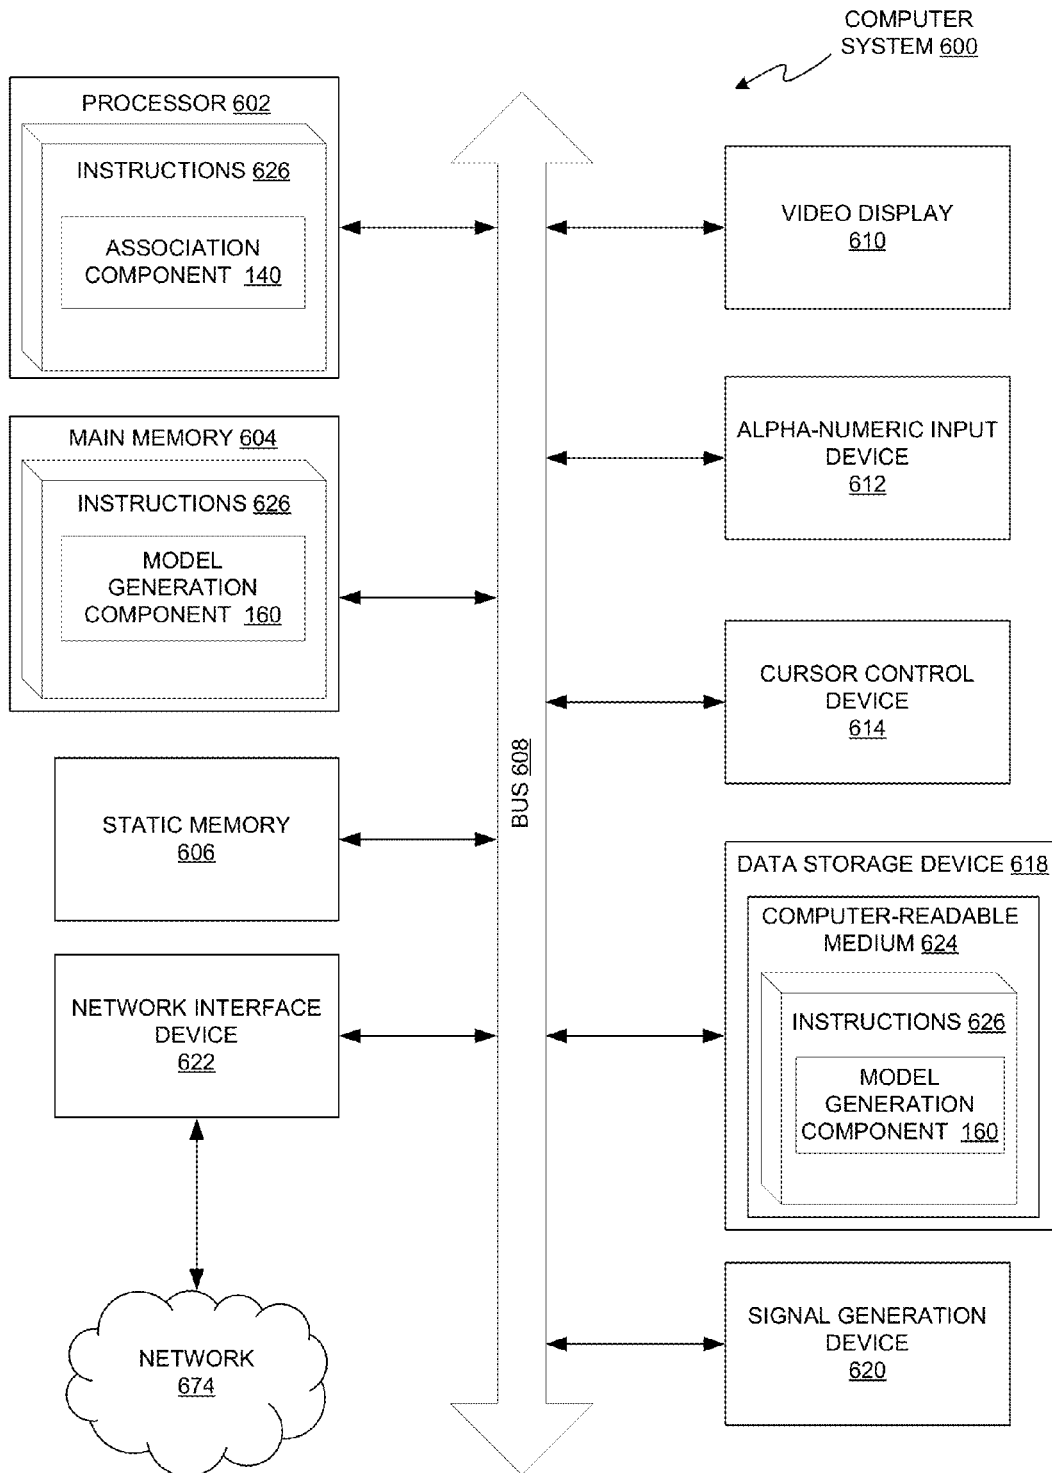 COMPUTER
SYSTEM 600
PROCESSOR 602
INSTRUCTIONS 626
ASSOCIATION
COMPONENT 140
MAIN MEMORY 604
INSTRUCTIONS 626
MODEL
GENERATION
COMPONENT 160
STATIC MEMORY
606
NETWORK INTERFACE
DEVICE
622
NETWORK
674
BUS 608
VIDEO DISPLAY
610
ALPHA-NUMERIC INPUT
DEVICE
612
CURSOR CONTROL
DEVICE
614
DATA STORAGE DEVICE 618
COMPUTER-READABLE
MEDIUM 624
INSTRUCTIONS 626
MODEL
GENERATION
COMPONENT 160
SIGNAL GENERATION
DEVICE
620